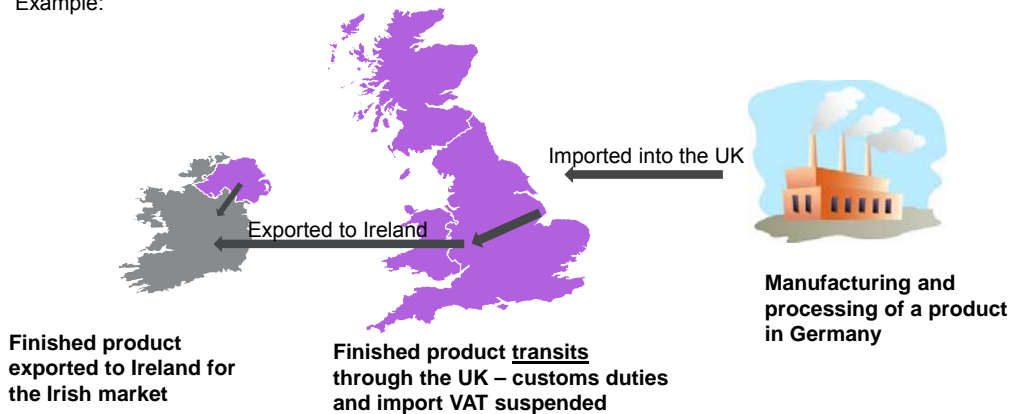 Example:
Imported into the UK
Exported to Ireland
Manufacturing and
processing of a product
in Germany
Finished product
exported to Ireland for
the Irish market
Finished product transits
through the UK – customs duties
and import VAT suspended